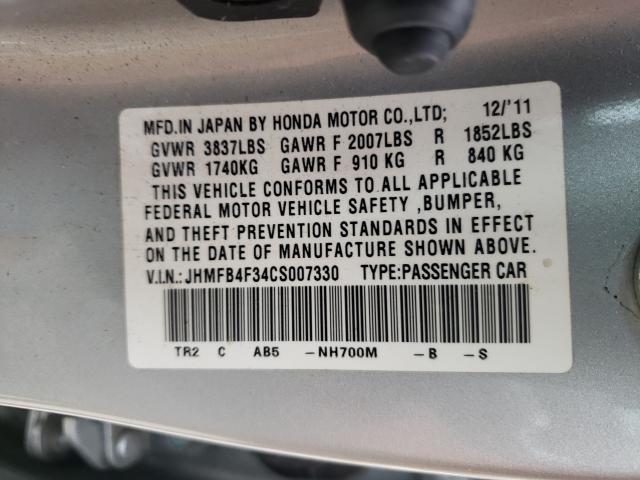 MFD.IN JAPAN BY HONDA MOTOR CO.,LTD; 12/'11
GVWR 3837LBS GAWR F 2007LBS R 1852LBS
GVWR 1740KG GAWR F 910 KG R 840 KG
THIS VEHICLE CONFORMS TO ALL APPLICABLE
FEDERAL MOTOR VEHICLE SAFETY ,BUMPER,
AND THEFT PREVENTION STANDARDS IN EFFECT
ON THE DATE OF MANUFACTURE SHOWN ABOVE.
V.I.N.:JHMFB4F34CS007330 TYPE:PASSENGER CAR
TR2 C AB5 -NH700M -B -S